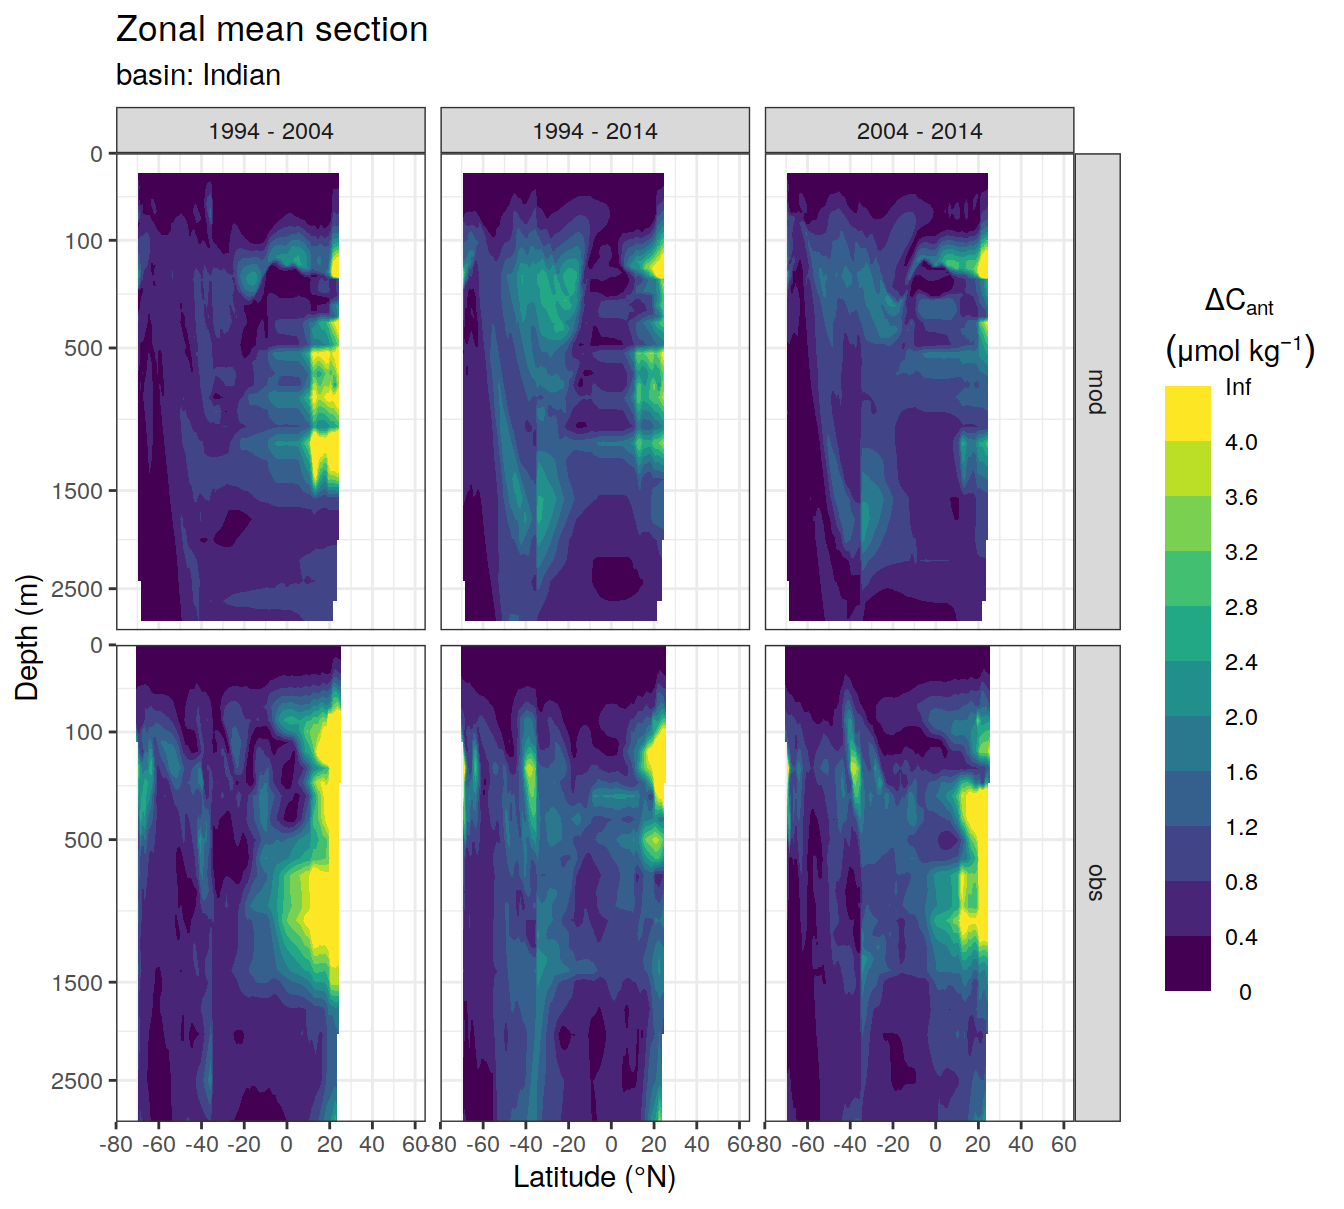 Zonal mean section
basin: Indian
1994 - 2004
1994 - 2014
2004 - 2014
0
100
500
1500
2500
mod
0
100
500
1500
2500
obs
Depth (m)
-80 -60 -40 -20 0 20 40 60
-80 -60 -40 -20 0 20 40 60
-80 -60 -40 -20 0 20 40 60
Latitude (°N)
ΔCant
(μmol kg⁻¹)
Inf
4.0
3.6
3.2
2.8
2.4
2.0
1.6
1.2
0.8
0.4
0